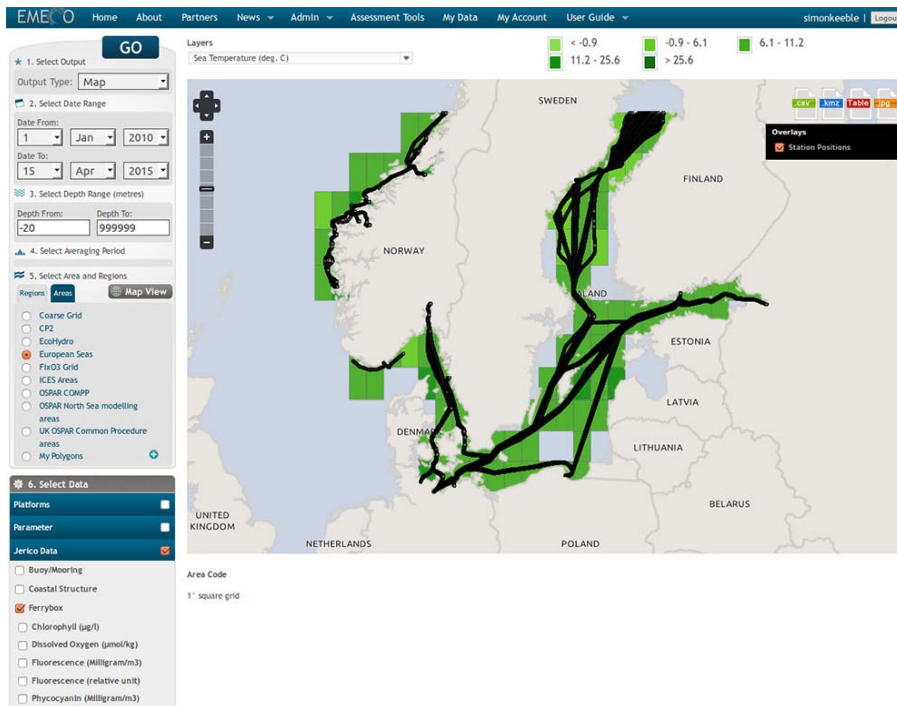 EMECO Home About Partners News Admin Assessment Tools My Data My Account User Guide simonkeeble Logou
GO
1. Select Output
Output Type: Map
2. Select Date Range
Date From:
1 Jan 2010
Date To:
15 Apr 2015
3. Select Depth Range (metres)
Depth From: Depth To:
-20 999999
4. Select Averaging Period
5. Select Area and Regions
Regions Areas Map View
Coarse Grid
CP2
EcoHydro
European Seas
FixO3 Grid
ICES Areas
OSPAR COMPP
OSPAR North Sea modelling
areas
UK OSPAR Common Procedure
areas
My Polygons
6. Select Data
Platforms
Parameter
Jerico Data
Buoy/Mooring
Coastal Structure
Ferrybox
Chlorophyll (µg/l)
Dissolved Oxygen (µmol/kg)
Fluorescence (Milligram/m3)
Fluorescence (relative unit)
Phycocyanin (Milligram/m3)
Layers
Sea Temperature (deg. C)
< -0.9 -0.9 - 6.1 6.1 - 11.2
11.2 - 25.6 > 25.6
.csv .kmz Table .jpg
Overlays
Station Positions
SWEDEN
FINLAND
NORWAY
ALAND
ESTONIA
LATVIA
DENMA
LITHUANIA
BELARUS
UNITED
KINGDOM
NETHERLANDS
POLAND
Area Code
1° square grid